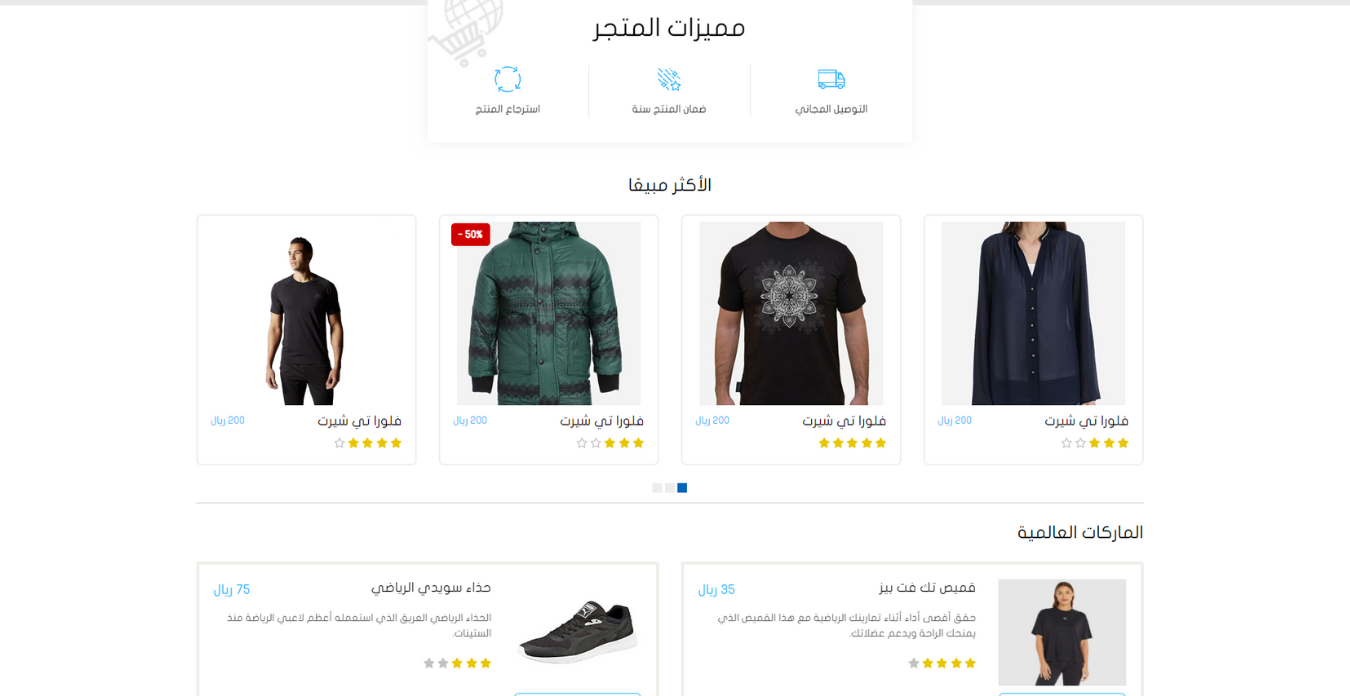 مميزات المتجر
التوصيل المجاني
ضمان المنتج سنة
استرجاع المنتج
الأكثر مبيعًا
فلورا تي شيرت
200 ريال
فلورا تي شيرت
200 ريال
- 50%
فلورا تي شيرت
200 ريال
فلورا تي شيرت
200 ريال
الماركات العالمية
قميص تك فت بيز
35 ريال
حقق أقصى أداء أثناء تمارينك الرياضية مع هذا القميص الذي
يمنحك الراحة ويدعم عضلاتك.
حذاء سويدي الرياضي
75 ريال
الحذاء الرياضي العريق الذي استعمله أعظم لاعبي الرياضة منذ
الستينات.